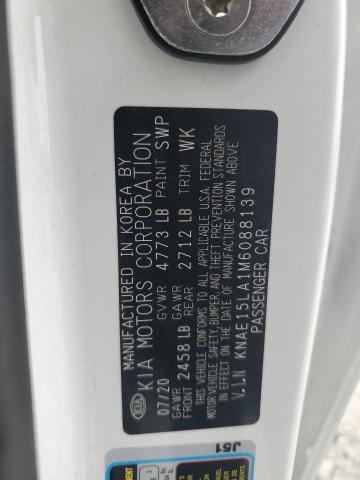 MANUFACTURED IN KOREA BY
KIA KIA MOTORS CORPORATION
07/20 GVWR 4773 LB PAINT SWP
GAWR FRONT 2458 LB GAWR REAR 2712 LB TRIM WK
THIS VEHICLE CONFORMS TO ALL APPLICABLE U.S.A. FEDERAL
MOTOR VEHICLE SAFETY, BUMPER, AND THEFT PREVENTION STANDARDS
IN EFFECT ON THE DATE OF MANUFACTURE SHOWN ABOVE
V.I.N KNAE15LA1M6088139
PASSENGER CAR
J51